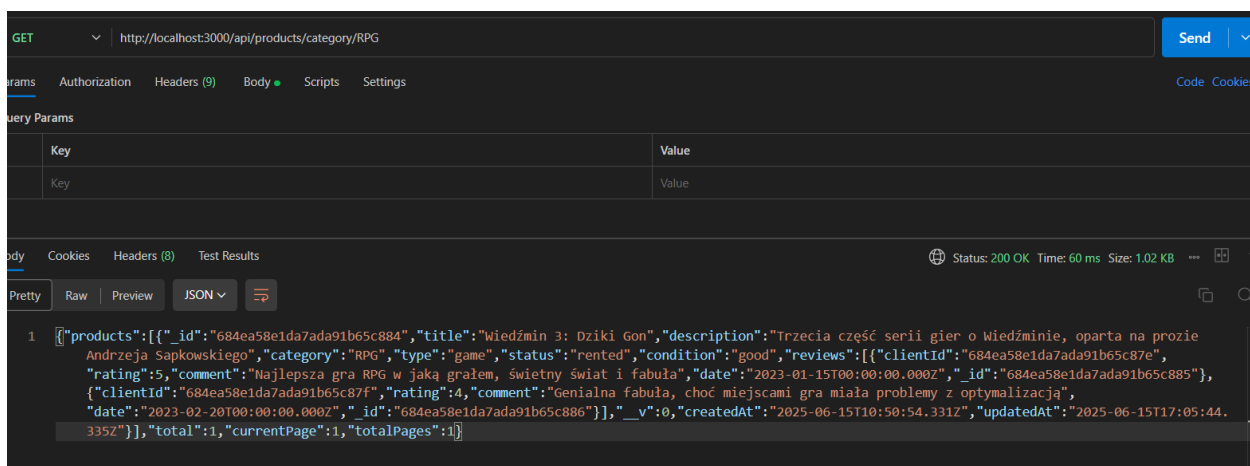 GET http://localhost:3000/api/products/category/RPG Send
arams Authorization Headers (9) Body Scripts Settings Code Cookies
uery Params
Key Value
Key Value
ody Cookies Headers (8) Test Results Status: 200 OK Time: 60 ms Size: 1.02 KB
Pretty Raw Preview JSON
1 {"products":[{"_id":"684ea58e1da7ada91b65c884","title":"Wiedźmin 3: Dziki Gon","description":"Trzecia część serii gier o Wiedźminie, oparta na prozie
Andrzeja Sapkowskiego","category":"RPG","type":"game","status":"rented","condition":"good","reviews":[{"clientId":"684ea58e1da7ada91b65c87e",
"rating":5,"comment":"Najlepsza gra RPG w jaką grałem, świetny świat i fabuła","date":"2023-01-15T00:00:00.000Z","_id":"684ea58e1da7ada91b65c885"},
{"clientId":"684ea58e1da7ada91b65c87f","rating":4,"comment":"Genialna fabuła, choć miejscami gra miała problemy z optymalizacją",
"date":"2023-02-20T00:00:00.000Z","_id":"684ea58e1da7ada91b65c886"}],"__v":0,"createdAt":"2025-06-15T10:50:54.331Z","updatedAt":"2025-06-15T17:05:44.
335Z"}],"total":1,"currentPage":1,"totalPages":1}